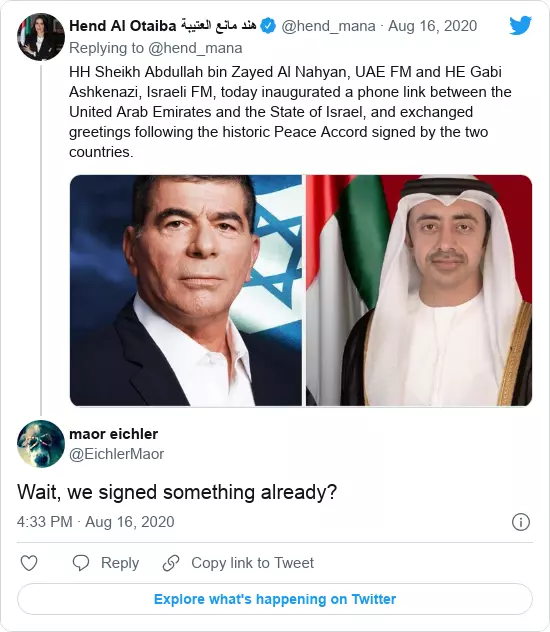 Hend Al Otaiba هند مانع العتيبة @hend_mana · Aug 16, 2020
Replying to @hend_mana
HH Sheikh Abdullah bin Zayed Al Nahyan, UAE FM and HE Gabi
Ashkenazi, Israeli FM, today inaugurated a phone link between the
United Arab Emirates and the State of Israel, and exchanged
greetings following the historic Peace Accord signed by the two
countries.
maor eichler
@EichlerMaor
Wait, we signed something already?
4:33 PM · Aug 16, 2020
Reply
Copy link to Tweet
Explore what's happening on Twitter